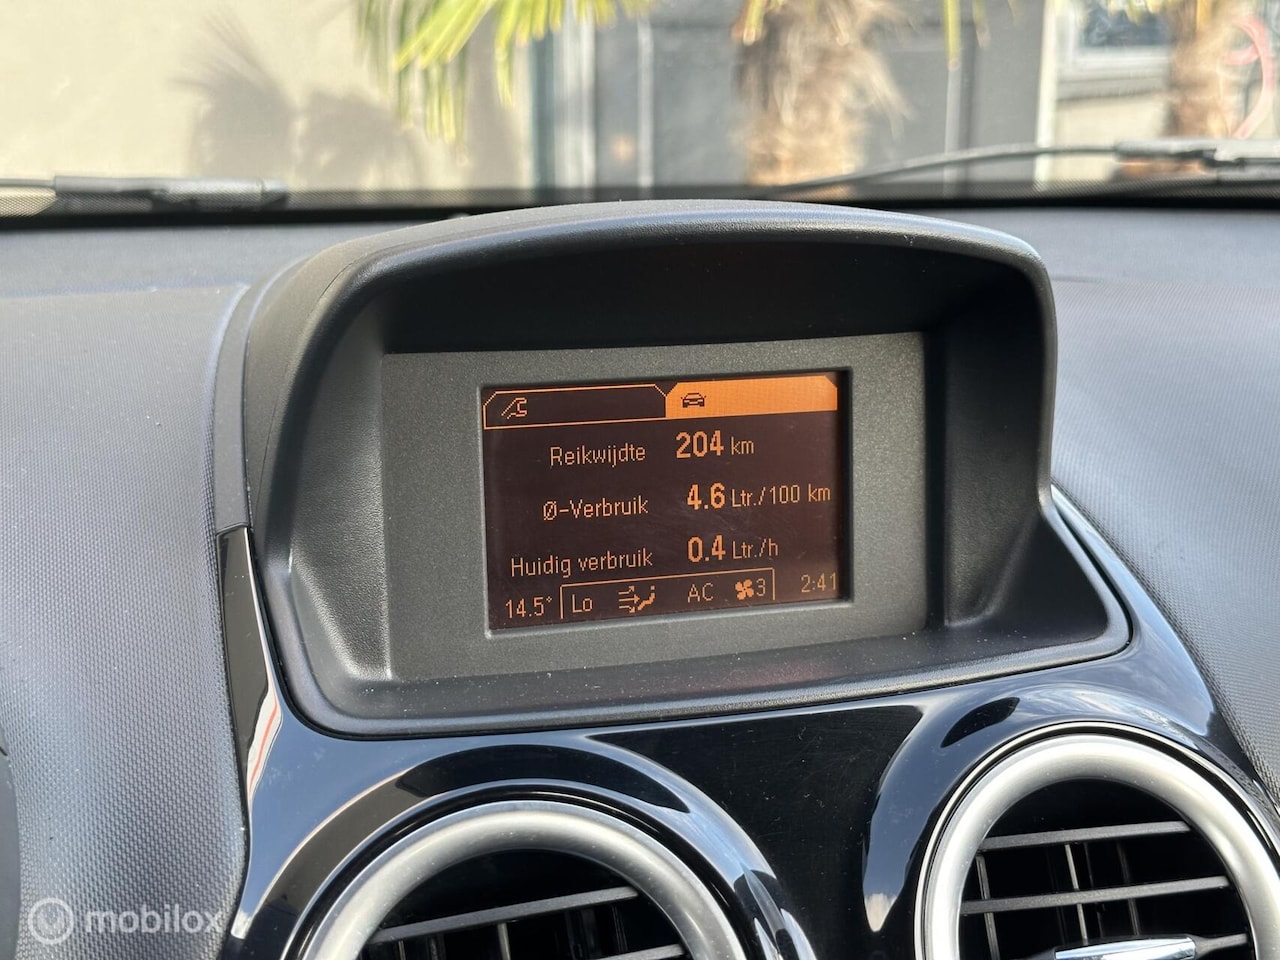 Reikwijdte 204 km
Ø-Verbruik 4.6 Ltr./100 km
Huidig verbruik 0.4 Ltr./h
14.5° Lo AC 3 2:41
mobilox